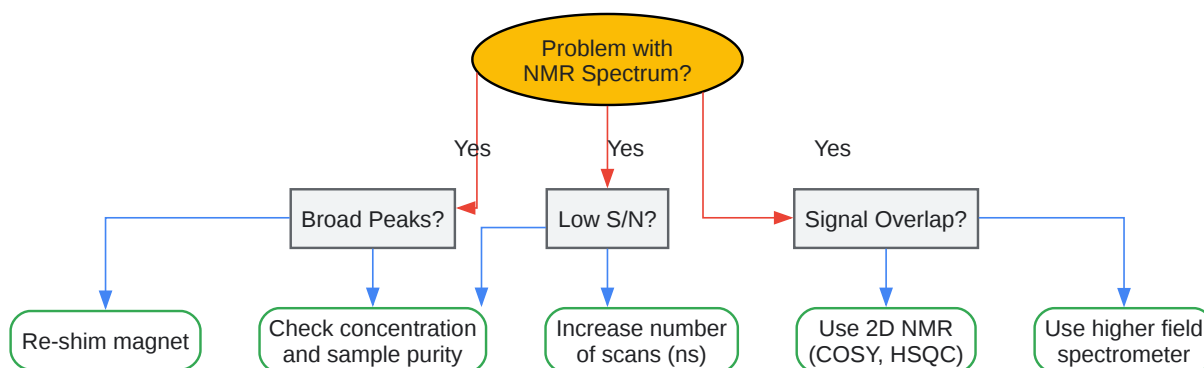 Problem with
NMR Spectrum?
Yes
Yes
Yes
Broad Peaks?
Low S/N?
Signal Overlap?
Re-shim magnet
Check concentration
and sample purity
Increase number
of scans (ns)
Use 2D NMR
(COSY, HSQC)
Use higher field
spectrometer